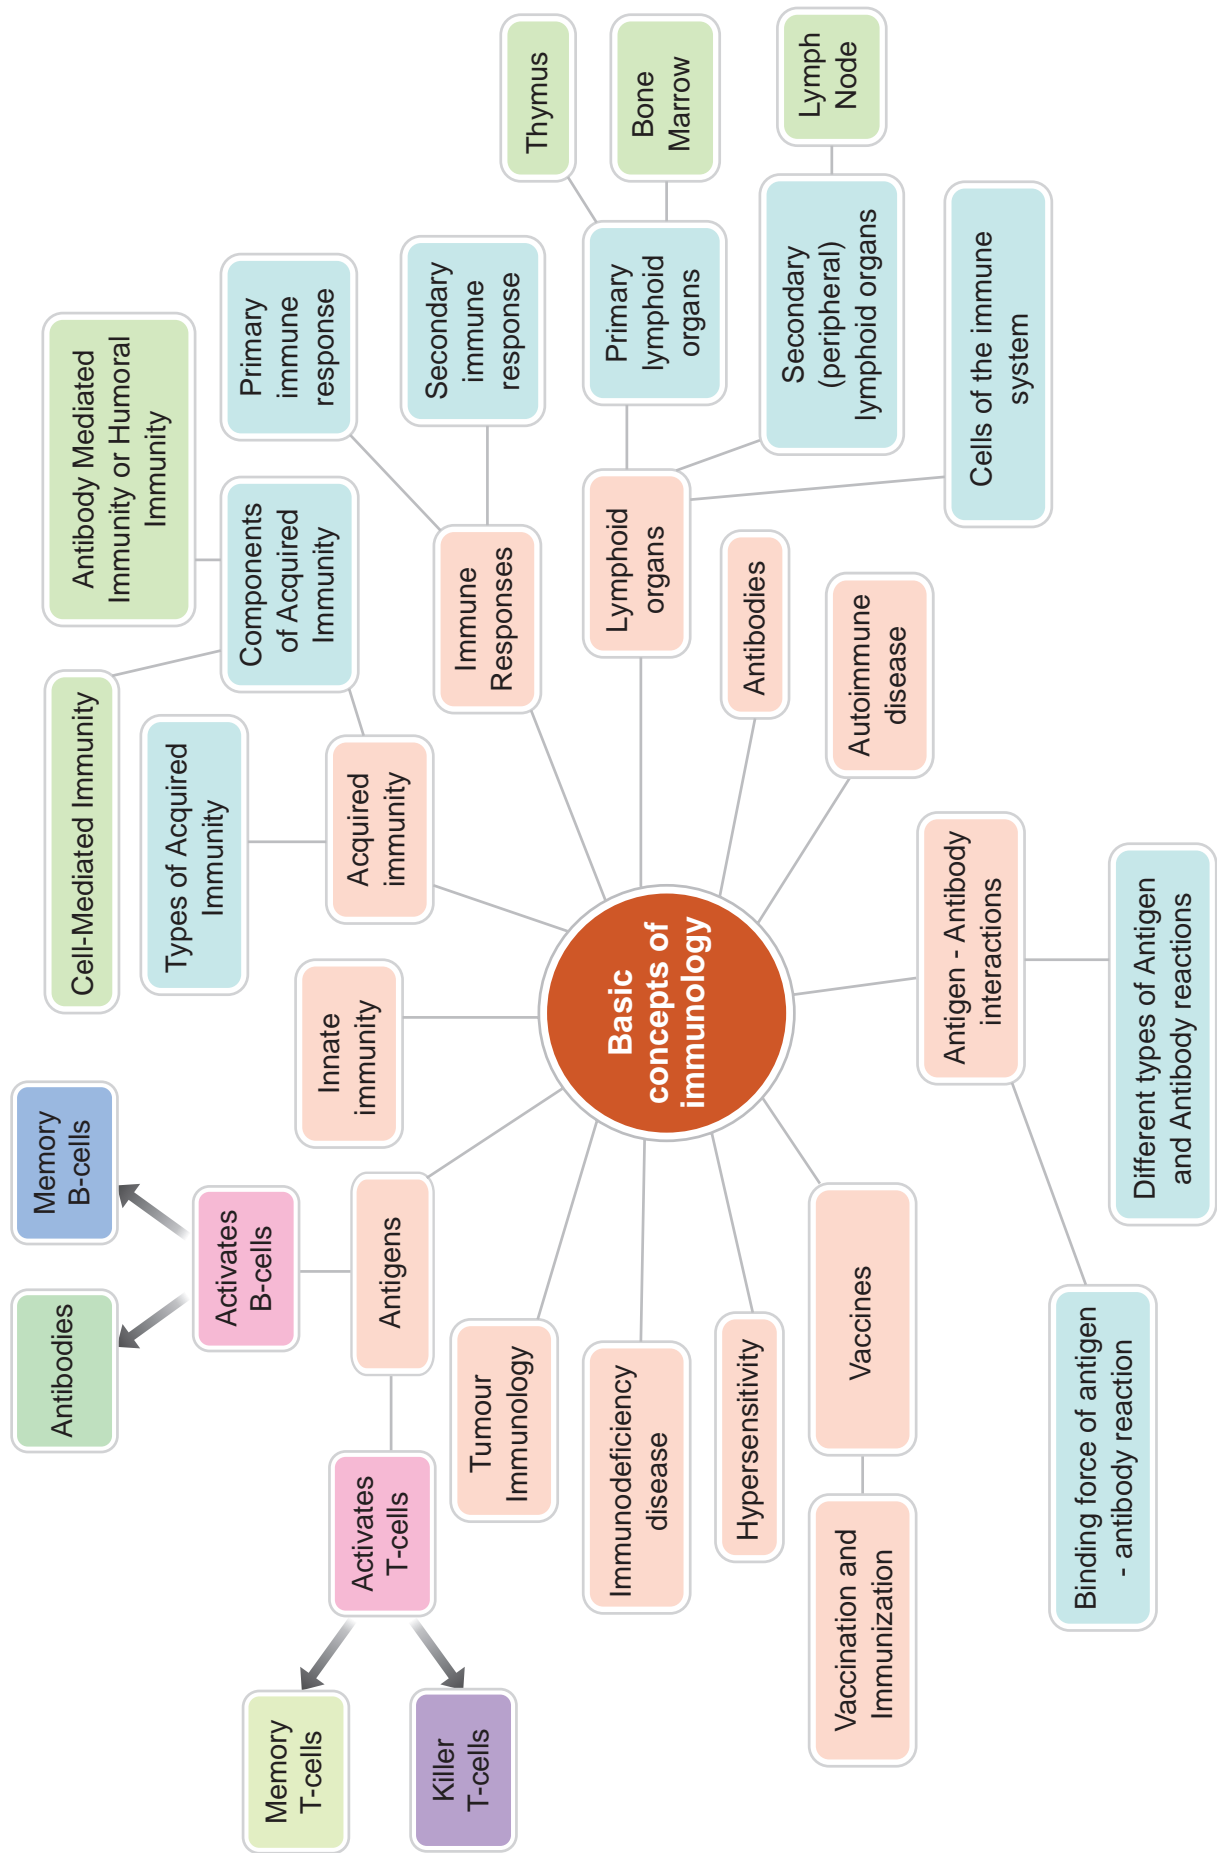 Memory
T-cells
Killer
T-cells
Activates
T-cells
Antibodies
Memory
B-cells
Activates
B-cells
Antigens
Tumour
Immunology
Immunodeficiency
disease
Hypersensitivity
Vaccines
Vaccination and
Immunization
Innate
immunity
Basic
concepts of
immunology
Cell-Mediated Immunity
Antibody Mediated
Immunity or Humoral
Immunity
Types of Acquired
Immunity
Components
of Acquired
Immunity
Acquired
immunity
Primary
immune
response
Secondary
immune
response
Immune
Responses
Thymus
Bone
Marrow
Primary
lymphoid
organs
Lymph
Node
Secondary
(peripheral)
lymphoid organs
Lymphoid
organs
Cells of the immune
system
Antibodies
Autoimmune
disease
Antigen - Antibody
interactions
Binding force of antigen
- antibody reaction
Different types of Antigen
and Antibody reactions